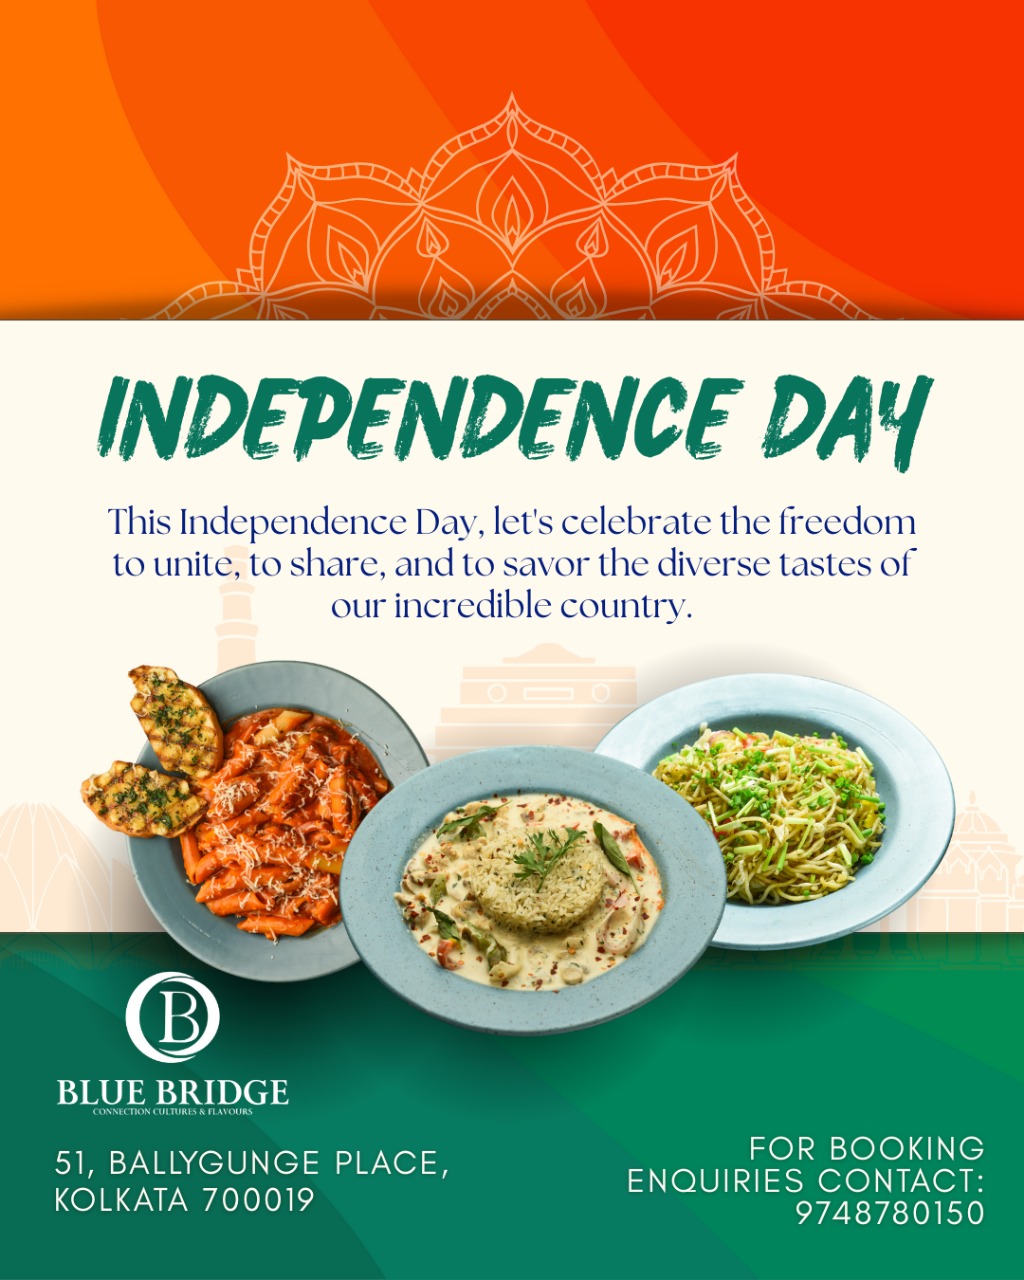 INDEPENDENCE DAY
This Independence Day, let's celebrate the freedom
to unite, to share, and to savor the diverse tastes of
our incredible country.
B
BLUE BRIDGE
CONNECTION CULTURES & FLAVOURS
51, BALLYGUNGE PLACE,
KOLKATA 700019
FOR BOOKING
ENQUIRIES CONTACT:
9748780150